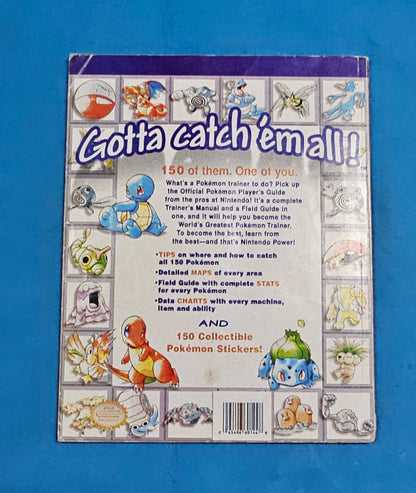 Gotta catch 'em all!
150 of them. One of you.
What's a Pokémon trainer to do? Pick up
the Official Pokémon Player's Guide
from the pros at Nintendo! It's a complete
Trainer's Manual and a Field Guide in
one, and it will help you become the
World's Greatest Pokémon Trainer.
To become the best, learn from
the best—and that's Nintendo Power!
•TIPS on where and how to catch
all 150 Pokémon
•Detailed MAPS of every area
•Field Guide with complete STATS
for every Pokémon
•Data CHARTS with every machine,
item and ability
AND
150 Collectible
Pokémon Stickers!